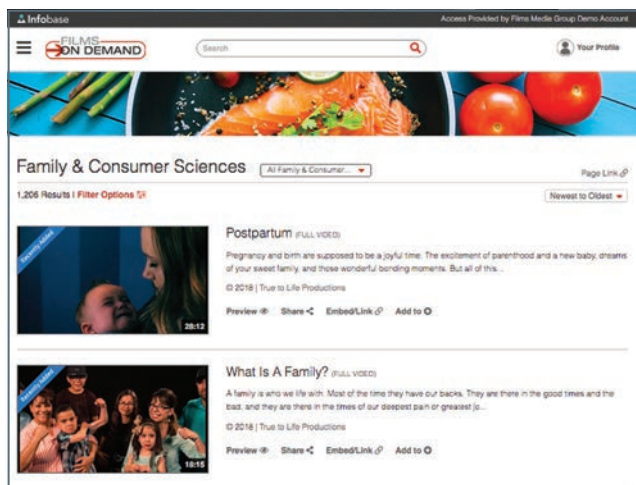 Infobase
Access Provided by Films Media Group Demo Account
FILMS
ON DEMAND
Search
Your Profile
Family & Consumer Sciences
All Family & Consumer...
Page Link
1,206 Results | Filter Options
Newest to Oldest
Recently Added
28:12
Postpartum (FULL VIDEO)
Pregnancy and birth are supposed to be a joyful time. The excitement of parenthood and a new baby, dreams
of your sweet family, and those wonderful bonding moments. But all of this...
© 2018 | True to Life Productions
Preview Share Embed/Link Add to
Recently Added
18:15
What Is A Family? (FULL VIDEO)
A family is who we life with. Most of the time they have our backs. They are there in the good times and the
bad, and they are there in the times of our deepest pain or greatest jo...
© 2018 | True to Life Productions
Preview Share Embed/Link Add to